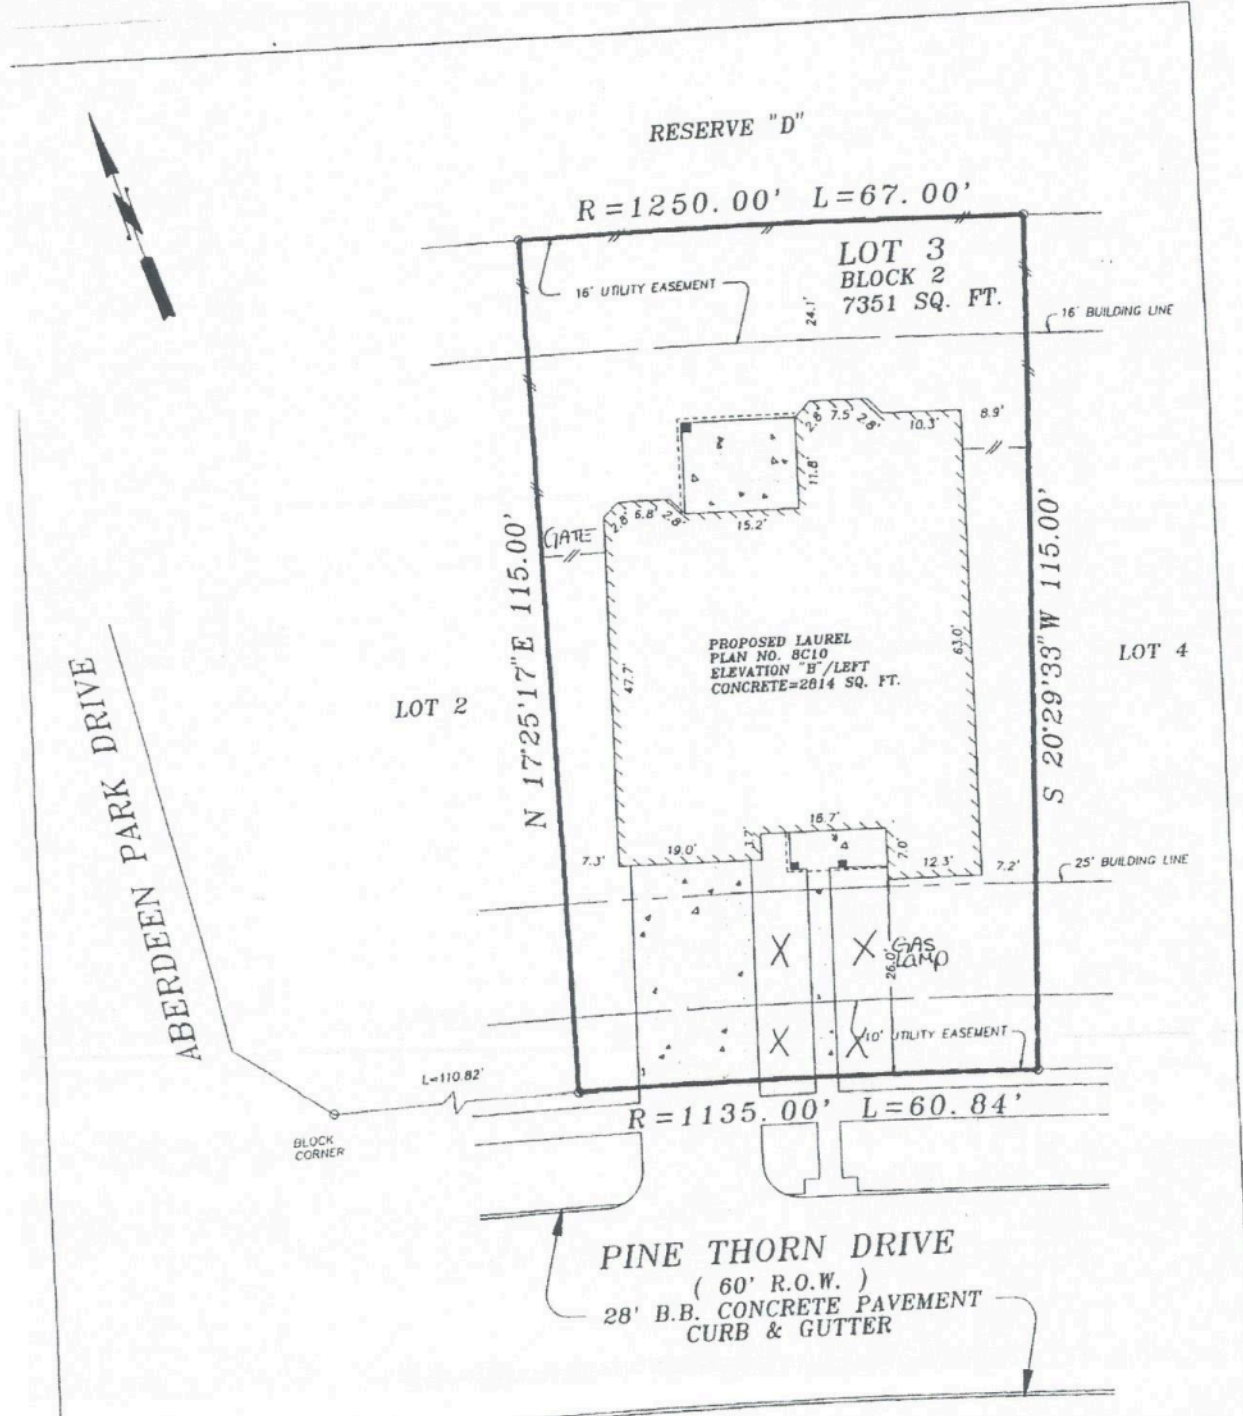 RESERVE "D"
R=1250.00' L=67.00'
LOT 3
BLOCK 2
7351 SQ. FT.
16' UTILITY EASEMENT
24.1'
16' BUILDING LINE
2.8'
7.5'
2.8'
10.3'
8.9'
11.8'
2.8'
6.8'
2.8'
15.2'
GATE
N 17°25'17"E 115.00'
S 20°29'33"W 115.00'
PROPOSED LAUREL
PLAN NO. 8C10
ELEVATION "B"/LEFT
CONCRETE=2814 SQ. FT.
63.0'
47.7'
LOT 4
LOT 2
ABERDEEN PARK DRIVE
16.7'
7.3'
19.0'
3.7'
7.0'
12.3'
7.2'
25' BUILDING LINE
X X GAS
LAMP
26.0'
X X
10' UTILITY EASEMENT
L=110.82'
R=1135.00' L=60.84'
BLOCK
CORNER
PINE THORN DRIVE
( 60' R.O.W. )
28' B.B. CONCRETE PAVEMENT
CURB & GUTTER